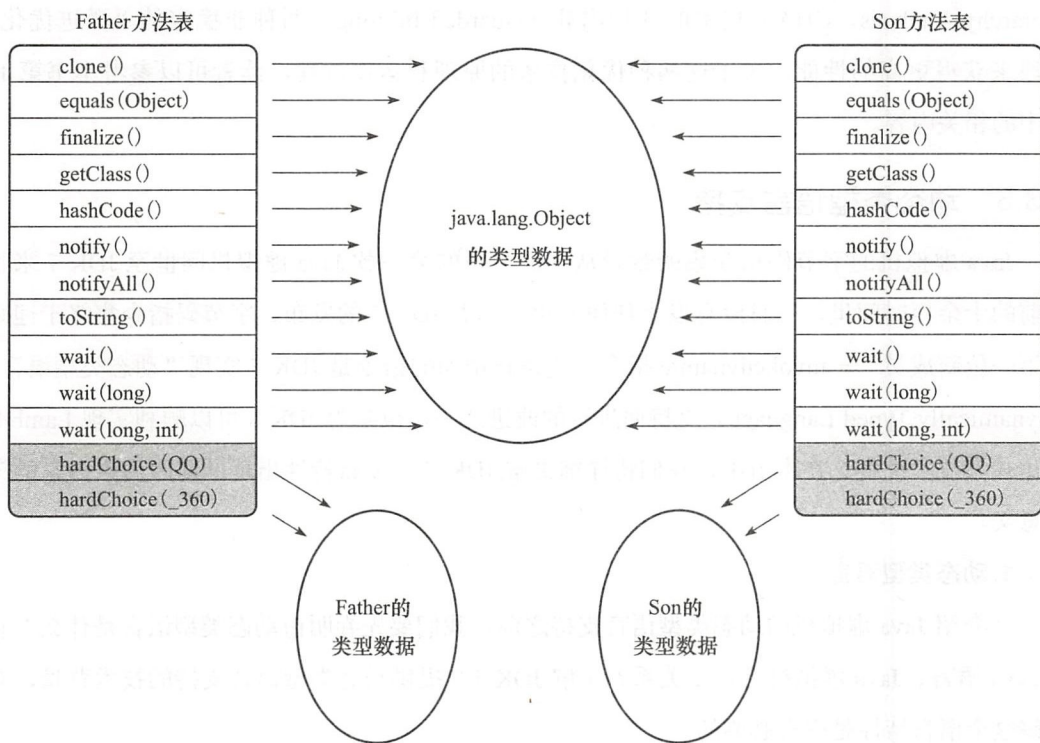 Father方法表
Son方法表
clone()
equals(Object)
finalize()
getClass()
hashCode()
notify()
notifyAll()
toString()
wait()
wait(long)
wait(long, int)
hardChoice(QQ)
hardChoice(_360)
java.lang.Object
的类型数据
clone()
equals(Object)
finalize()
getClass()
hashCode()
notify()
notifyAll()
toString()
wait()
wait(long)
wait(long, int)
hardChoice(QQ)
hardChoice(_360)
Father的
类型数据
Son的
类型数据